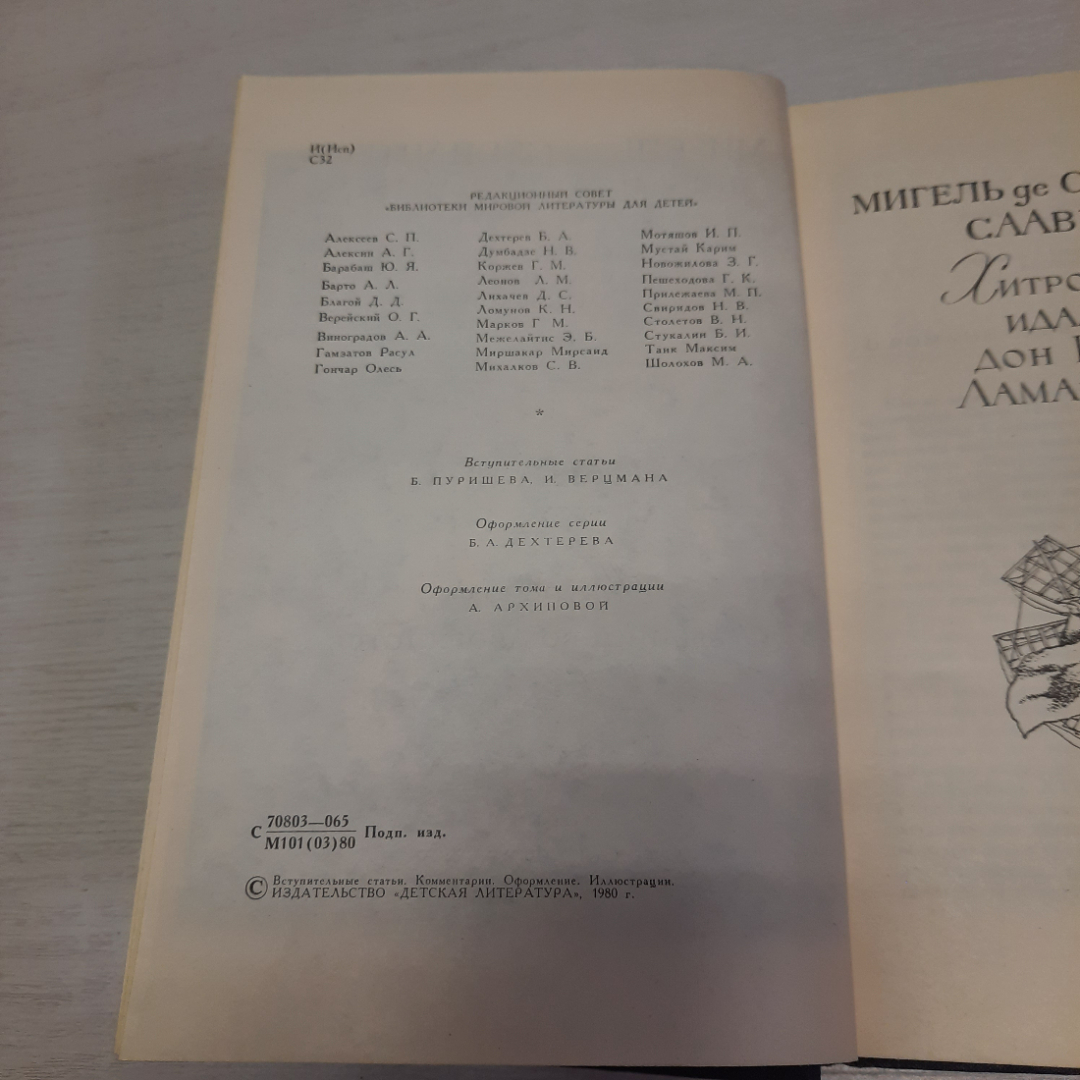 И(Исп)
С32
РЕДАКЦИОННЫЙ СОВЕТ
«БИБЛИОТЕКИ МИРОВОЙ ЛИТЕРАТУРЫ ДЛЯ ДЕТЕЙ»
Алексеев С. П.
Алексин А. Г.
Барабаш Ю. Я.
Барто А. Л.
Благой Д. Д.
Верейский О. Г.
Виноградов А. А.
Гамзатов Расул
Гончар Олесь
Дехтерев Б. А.
Думбадзе Н. В.
Коржев Г. М.
Леонов Л. М.
Лихачев Д. С.
Ломунов К. Н.
Марков Г. М.
Межелайтис Э. Б.
Миршакар Мирсаид
Михалков С. В.
Мотяшов И. П.
Мустай Карим
Новожилова З. Г.
Пешеходова Г. К.
Прилежаева М. П.
Свиридов Н. В.
Столетов В. Н.
Стукалин Б. И.
Танк Максим
Шолохов М. А.
*
Вступительные статьи
Б. ПУРИШЕВА, И. ВЕРЦМАНА
Оформление серии
Б. А. ДЕХТЕРЕВА
Оформление тома и иллюстрации
А. АРХИПОВОЙ
С 70803—065
М101(03)80 Подп. изд.
© Вступительные статьи. Комментарии. Оформление. Иллюстрации.
ИЗДАТЕЛЬСТВО «ДЕТСКАЯ ЛИТЕРАТУРА», 1980 г.
МИГЕЛЬ де С
СААВ
ХИТРО
ИДА
ДОН
ЛАМА